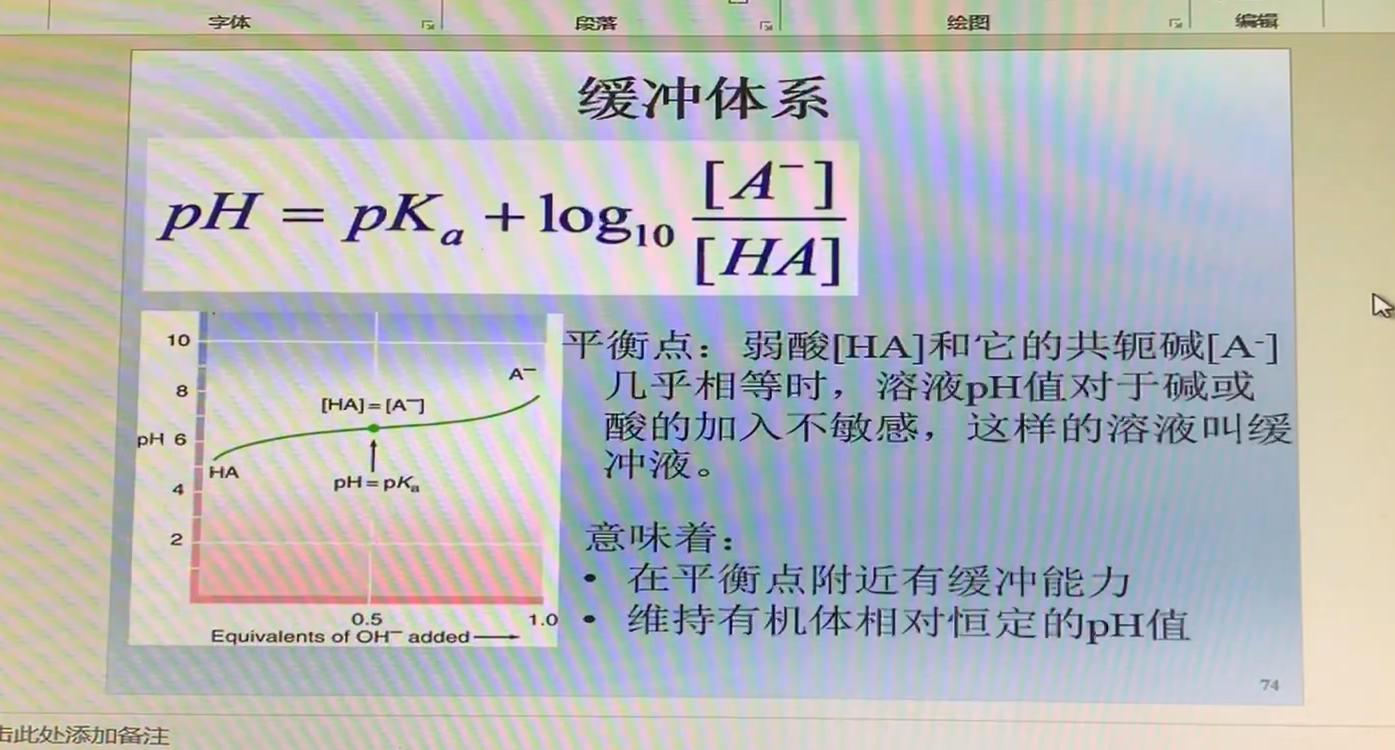 字体 段落 绘图 编辑
缓冲体系
pH = pKₐ + log₁₀ [A⁻]/[HA]
10
8
pH 6
4
2
A⁻
[HA]=[A⁻]
HA
pH=pKₐ
0.5 1.0
Equivalents of OH⁻ added
平衡点：弱酸[HA]和它的共轭碱[A⁻]
几乎相等时，溶液pH值对于碱或
酸的加入不敏感，这样的溶液叫缓
冲液。
意味着：
• 在平衡点附近有缓冲能力
• 维持有机体相对恒定的pH值
74
击此处添加备注